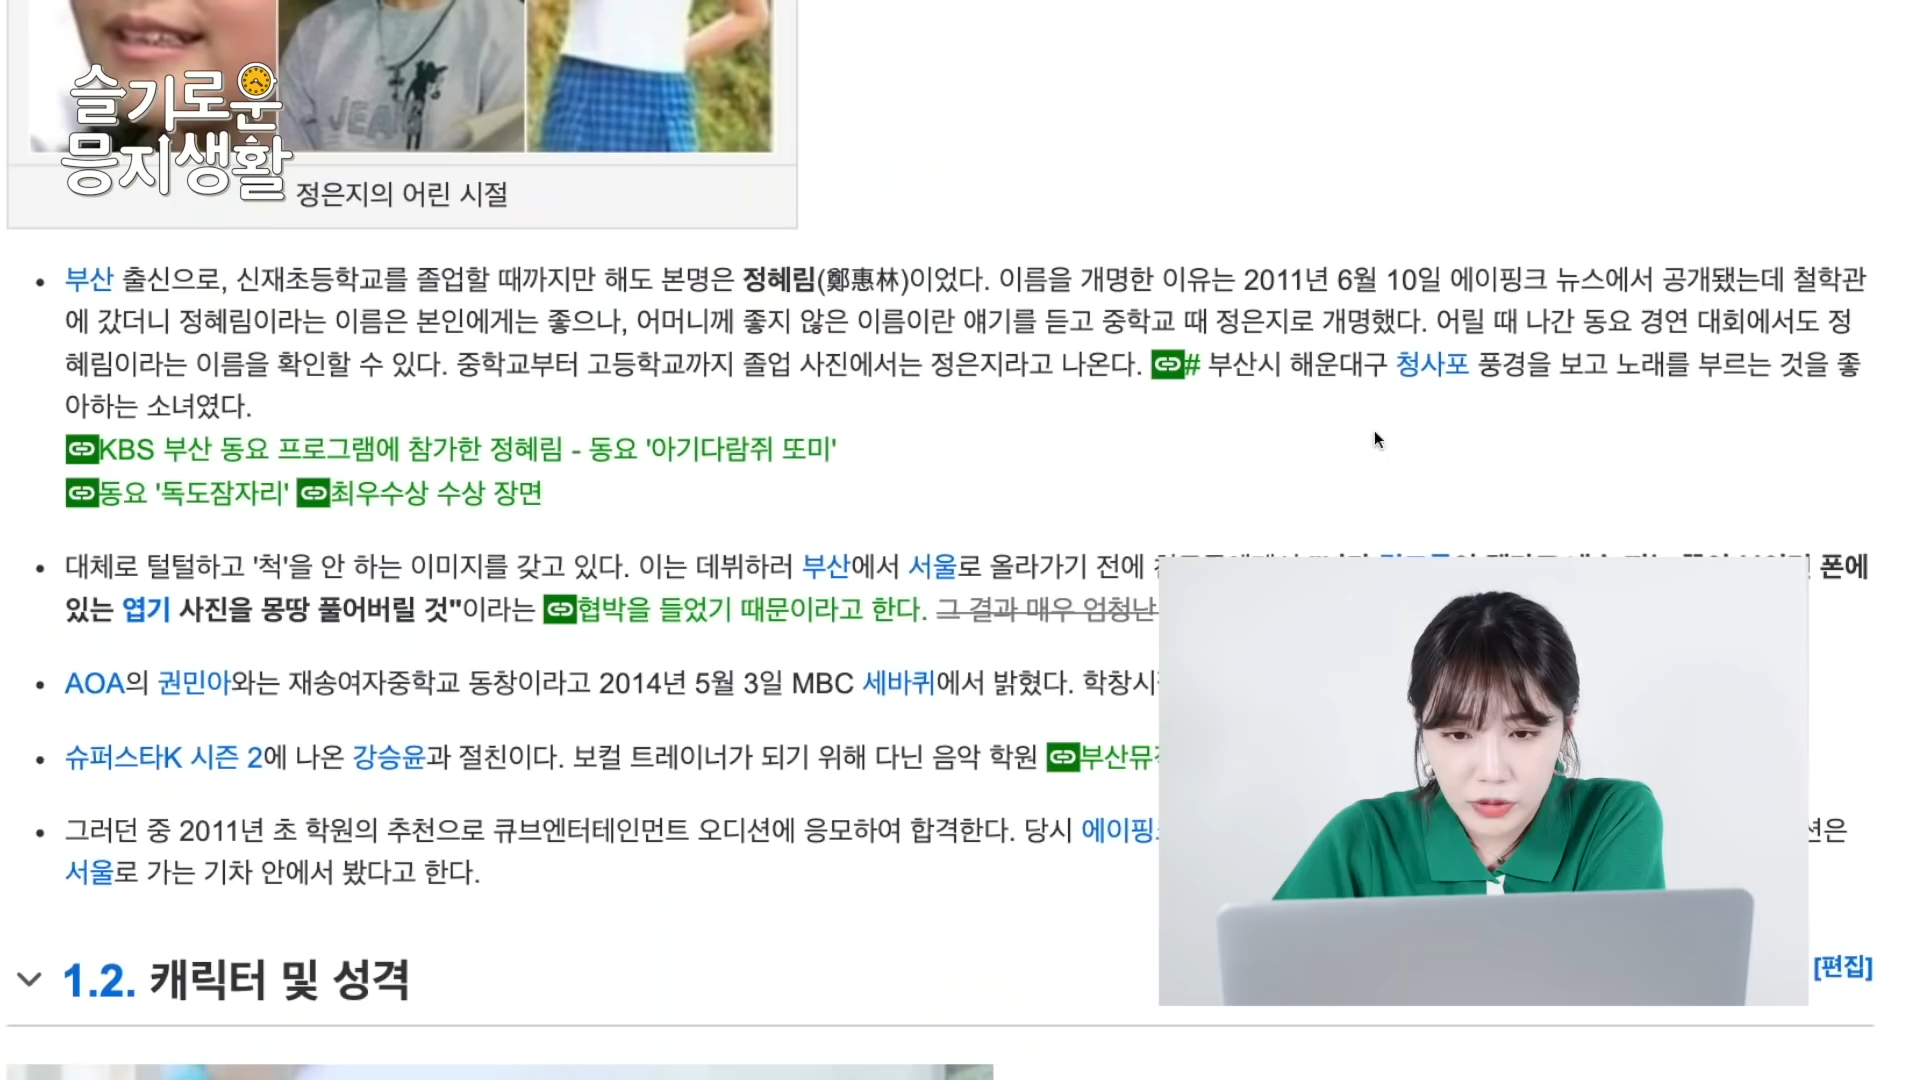 슬기로운
믕지생활
JEAN
정은지의 어린 시절
• 부산 출신으로, 신재초등학교를 졸업할 때까지만 해도 본명은 정혜림(鄭惠林)이었다. 이름을 개명한 이유는 2011년 6월 10일 에이핑크 뉴스에서 공개됐는데 철학관
에 갔더니 정혜림이라는 이름은 본인에게는 좋으나, 어머니께 좋지 않은 이름이란 얘기를 듣고 중학교 때 정은지로 개명했다. 어릴 때 나간 동요 경연 대회에서도 정
혜림이라는 이름을 확인할 수 있다. 중학교부터 고등학교까지 졸업 사진에서는 정은지라고 나온다. # 부산시 해운대구 청사포 풍경을 보고 노래를 부르는 것을 좋
아하는 소녀였다.
KBS 부산 동요 프로그램에 참가한 정혜림 - 동요 '아기다람쥐 또미'
동요 '독도잠자리' 최우수상 수상 장면
• 대체로 털털하고 '척'을 안 하는 이미지를 갖고 있다. 이는 데뷔하러 부산에서 서울로 올라가기 전에 폰에
있는 엽기 사진을 몽땅 풀어버릴 것"이라는 협박을 들었기 때문이라고 한다. 그 결과 매우 엄청난
• AOA의 권민아와는 재송여자중학교 동창이라고 2014년 5월 3일 MBC 세바퀴에서 밝혔다. 학창시
• 슈퍼스타K 시즌 2에 나온 강승윤과 절친이다. 보컬 트레이너가 되기 위해 다닌 음악 학원 부산뮤
• 그러던 중 2011년 초 학원의 추천으로 큐브엔터테인먼트 오디션에 응모하여 합격한다. 당시 에이핑 션은
서울로 가는 기차 안에서 봤다고 한다.
1.2. 캐릭터 및 성격
[편집]